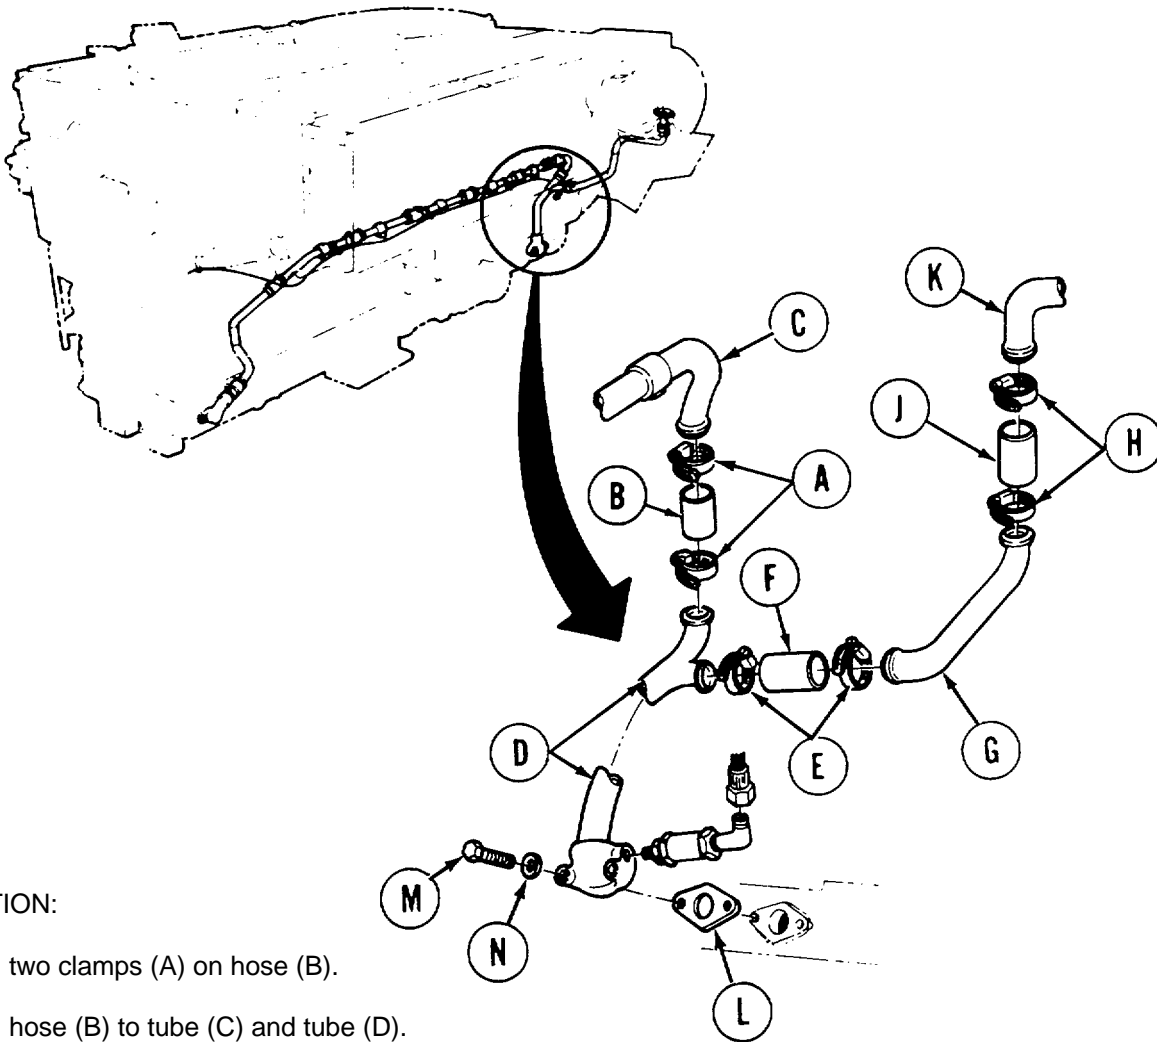 K
C
J
H
A
B
F
D
E
G
M
N
L
TION:
two clamps (A) on hose (B).
hose (B) to tube (C) and tube (D).